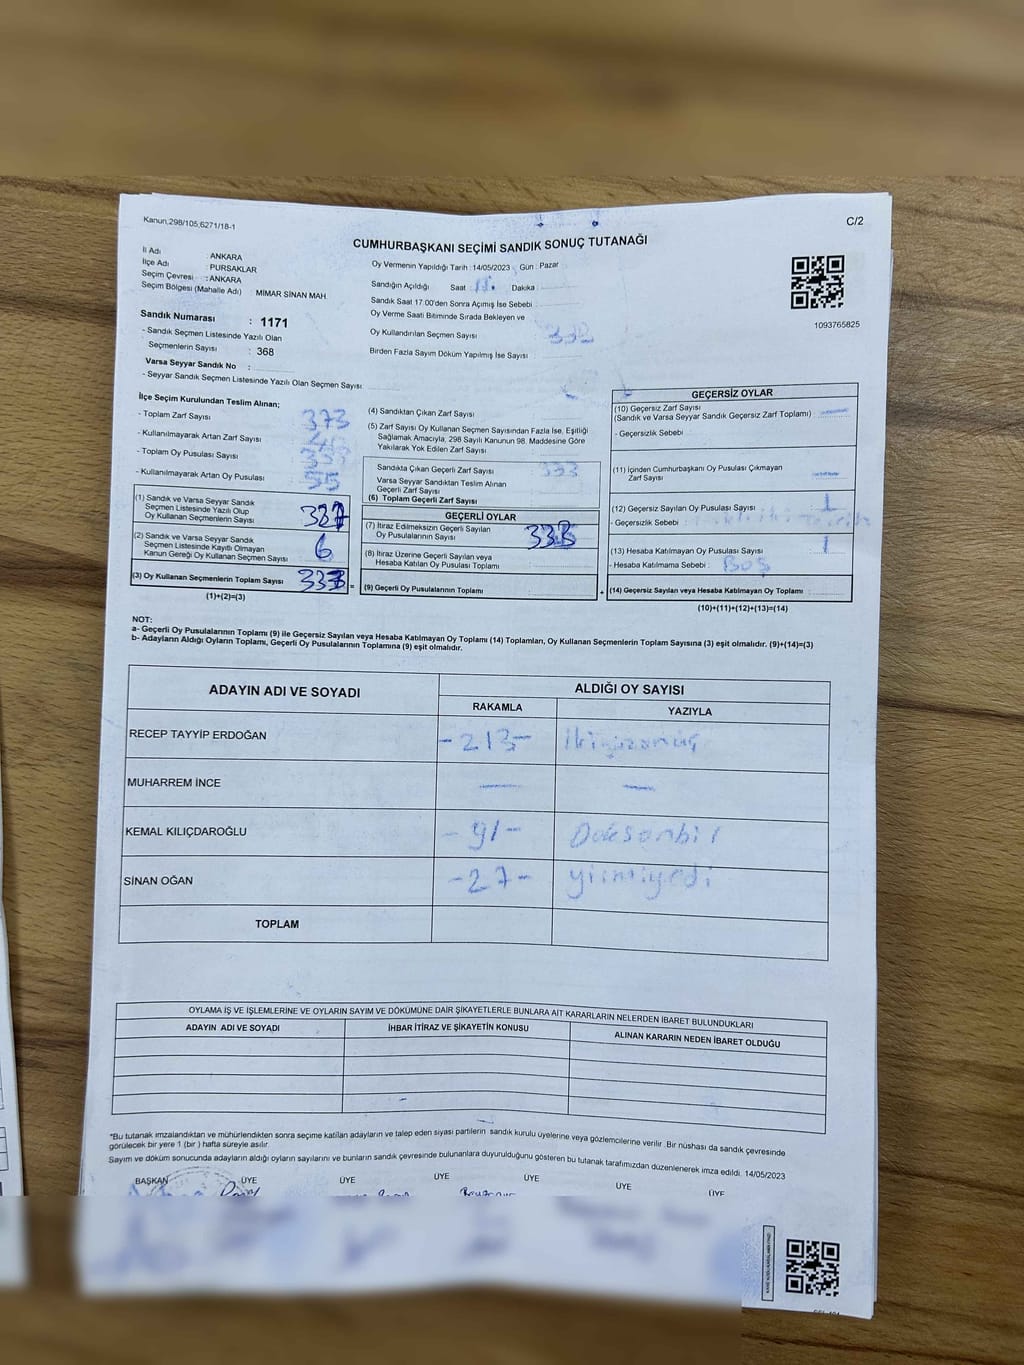 Kanun,298/105,6271/18-1
C/2
CUMHURBAŞKANI SEÇİMİ SANDIK SONUÇ TUTANAĞI
İl Adı : ANKARA
İlçe Adı : PURSAKLAR
Seçim Çevresi : ANKARA
Seçim Bölgesi (Mahalle Adı) : MİMAR SİNAN MAH
Sandık Numarası : 1171
- Sandık Seçmen Listesinde Yazılı Olan
Seçmenlerin Sayısı : 368
Varsa Seyyar Sandık No :
- Seyyar Sandık Seçmen Listesinde Yazılı Olan Seçmen Sayısı
Oy Vermenin Yapıldığı Tarih : 14/05/2023 Gün : Pazar
Sandığın Açıldığı Saat Dakika :
Sandık Saat 17:00'den Sonra Açımış İse Sebebi
Oy Verme Saati Bitiminde Sırada Bekleyen ve
Oy Kullandırılan Seçmen Sayısı
Birden Fazla Sayım Döküm Yapılmış İse Sayısı
1093765825
İlçe Seçim Kurulundan Teslim Alınan;
- Toplam Zarf Sayısı 373
- Kullanılmayarak Artan Zarf Sayısı
- Toplam Oy Pusulası Sayısı
- Kullanılmayarak Artan Oy Pusulası
(1) Sandık ve Varsa Seyyar Sandık
Seçmen Listesinde Yazılı Olup
Oy Kullanan Seçmenlerin Sayısı
(2) Sandık ve Varsa Seyyar Sandık
Seçmen Listesinde Kayıtlı Olmayan
Kanun Gereği Oy Kullanan Seçmen Sayısı 6
(3) Oy Kullanan Seçmenlerin Toplam Sayısı
(1)+(2)=(3)
(4) Sandıktan Çıkan Zarf Sayısı
(5) Zarf Sayısı Oy Kullanan Seçmen Sayısından Fazla İse, Eşitliği
Sağlamak Amacıyla, 298 Sayılı Kanunun 98. Maddesine Göre
Yakılarak Yok Edilen Zarf Sayısı
Sandıkta Çıkan Geçerli Zarf Sayısı 333
Varsa Seyyar Sandıktan Teslim Alınan
Geçerli Zarf Sayısı
(6) Toplam Geçerli Zarf Sayısı
GEÇERLİ OYLAR
(7) İtiraz Edilmeksizin Geçerli Sayılan
Oy Pusulalarının Sayısı
(8) İtiraz Üzerine Geçerli Sayılan veya
Hesaba Katılan Oy Pusulası Toplamı
(9) Geçerli Oy Pusulalarının Toplamı
GEÇERSİZ OYLAR
(10) Geçersiz Zarf Sayısı
(Sandık ve Varsa Seyyar Sandık Geçersiz Zarf Toplamı)
- Geçersizlik Sebebi
(11) İçinden Cumhurbaşkanı Oy Pusulası Çıkmayan
Zarf Sayısı
(12) Geçersiz Sayılan Oy Pusulası Sayısı 1
- Geçersizlik Sebebi
(13) Hesaba Katılmayan Oy Pusulası Sayısı 1
- Hesaba Katılmama Sebebi : BOŞ
(14) Geçersiz Sayılan veya Hesaba Katılmayan Oy Toplamı
(10)+(11)+(12)+(13)=(14)
NOT:
a- Geçerli Oy Pusulalarının Toplamı (9) ile Geçersiz Sayılan veya Hesaba Katılmayan Oy Toplamı (14) Toplamları, Oy Kullanan Seçmenlerin Toplam Sayısına (3) eşit olmalıdır. (9)+(14)=(3)
b- Adayların Aldığı Oyların Toplamı, Geçerli Oy Pusulalarının Toplamına (9) eşit olmalıdır.
ADAYIN ADI VE SOYADI
ALDIĞI OY SAYISI
RAKAMLA YAZIYLA
RECEP TAYYİP ERDOĞAN -213- ikiyüzonüç
MUHARREM İNCE — —
KEMAL KILIÇDAROĞLU -91- Doksanbir
SİNAN OĞAN -27- yirmiyedi
TOPLAM
OYLAMA İŞ VE İŞLEMLERİNE VE OYLARIN SAYIM VE DÖKÜMÜNE DAİR ŞİKAYETLERLE BUNLARA AİT KARARLARIN NELERDEN İBARET BULUNDUKLARI
ADAYIN ADI VE SOYADI İHBAR İTİRAZ VE ŞİKAYETİN KONUSU ALINAN KARARIN NEDEN İBARET OLDUĞU
*Bu tutanak imzalandıktan ve mühürlendikten sonra seçime katılan adayların ve talep eden siyasi partilerin sandık kurulu üyelerine veya gözlemcilerine verilir. Bir nüshası da sandık çevresinde
görülecek bir yere 1 (bir ) hafta süreyle asılır.
Sayım ve döküm sonucunda adayların aldığı oyların sayılarını ve bunların sandık çevresinde bulunanlara duyurulduğunu gösteren bu tutanak tarafımızdan düzenlenerek imza edildi. 14/05/2023
BAŞKAN ÜYE ÜYE ÜYE ÜYE ÜYE ÜYE